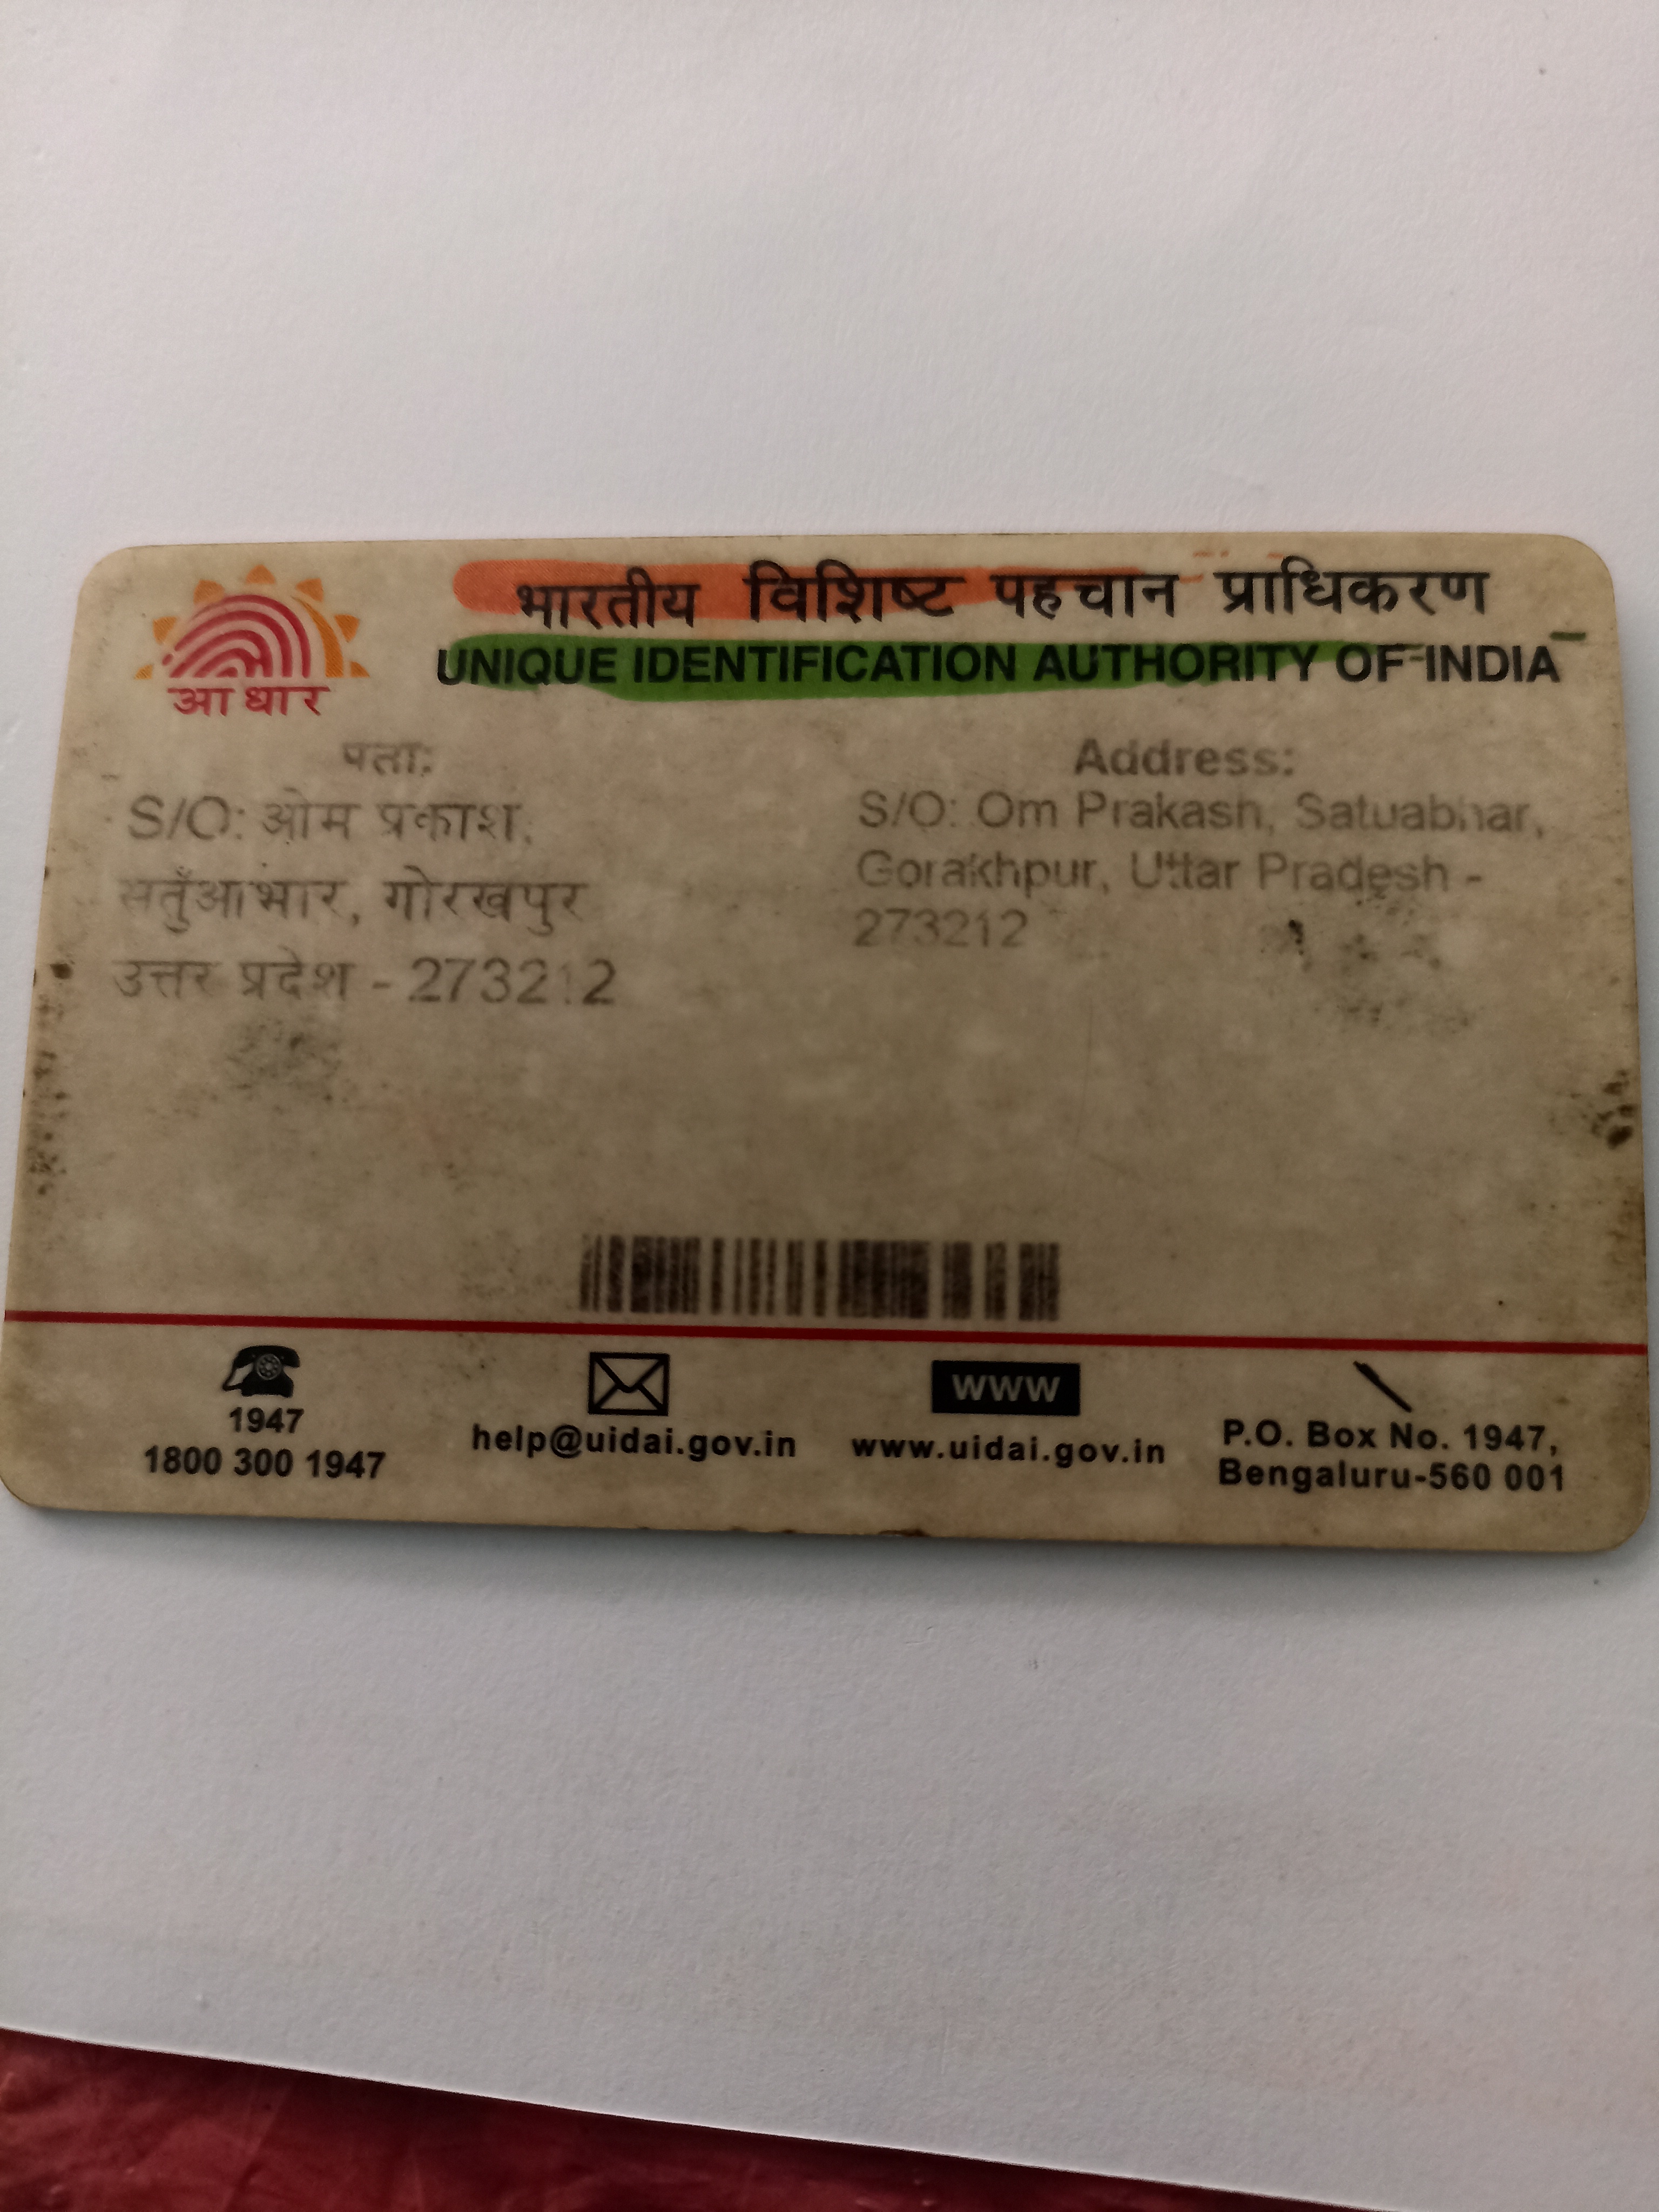 भारतीय विशिष्ट पहचान प्राधिकरण
UNIQUE IDENTIFICATION AUTHORITY OF INDIA
आधार
पता:
S/O: ओम प्रकाश,
सतुँआभार, गोरखपुर
उत्तर प्रदेश - 273212
Address:
S/O: Om Prakash, Satuabhar,
Gorakhpur, Uttar Pradesh -
273212
1947
1800 300 1947
help@uidai.gov.in
WWW
www.uidai.gov.in
P.O. Box No. 1947,
Bengaluru-560 001